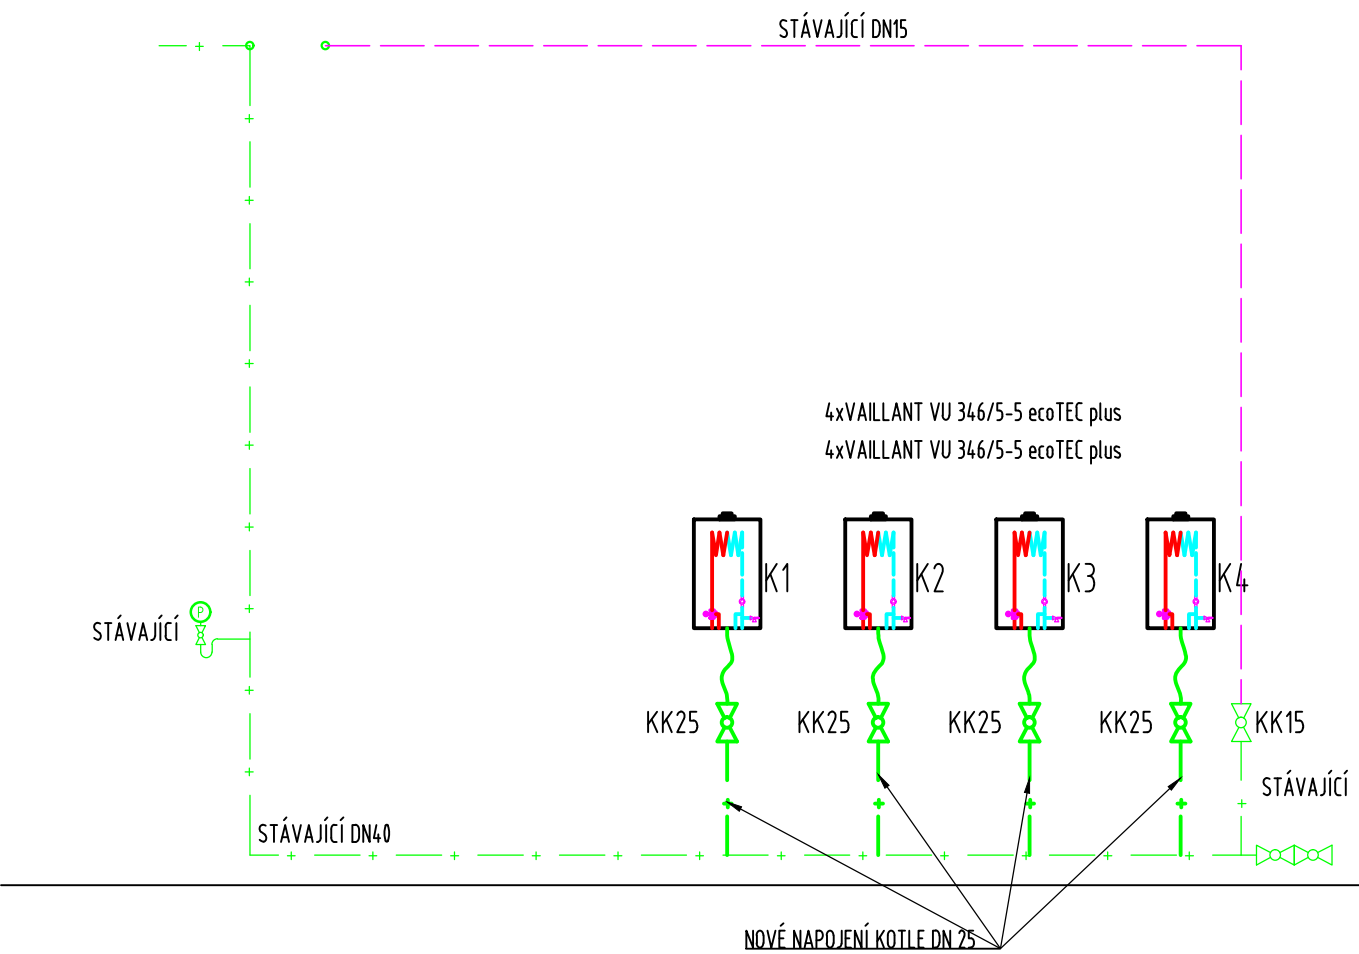 STÁVAJÍCÍ DN15
4xVAILLANT VU 346/5-5 ecoTEC plus
4xVAILLANT VU 346/5-5 ecoTEC plus
K1
K2
K3
K4
P
STÁVAJÍCÍ
KK25
KK25
KK25
KK25
KK15
STÁVAJÍCÍ
STÁVAJÍCÍ DN40
NOVÉ NAPOJENÍ KOTLE DN 25